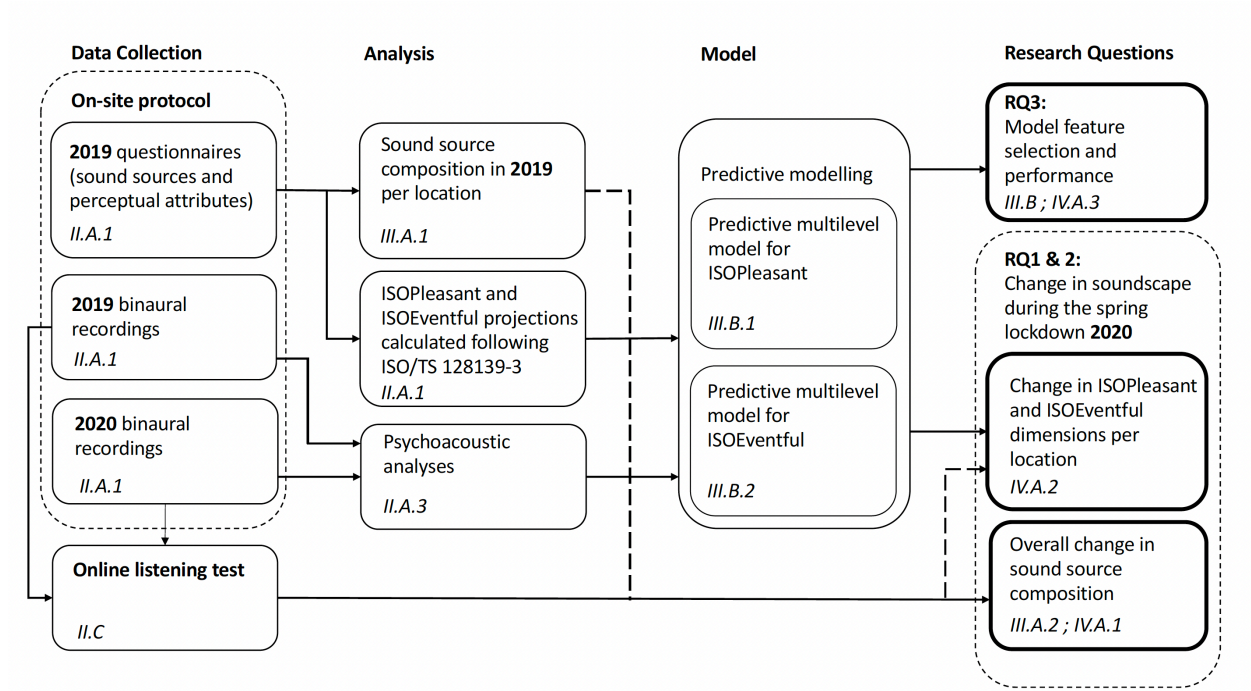 Data Collection
On-site protocol
2019 questionnaires
(sound sources and
perceptual attributes)
II.A.1
2019 binaural
recordings
II.A.1
2020 binaural
recordings
II.A.1
Online listening test
II.C
Analysis
Sound source
composition in 2019
per location
III.A.1
ISOPleasant and
ISOEventful projections
calculated following
ISO/TS 128139-3
II.A.1
Psychoacoustic
analyses
II.A.3
Model
Predictive modelling
Predictive multilevel
model for
ISOPleasant
III.B.1
Predictive multilevel
model for
ISOEventful
III.B.2
Research Questions
RQ3:
Model feature
selection and
performance
III.B ; IV.A.3
RQ1 & 2:
Change in soundscape
during the spring
lockdown 2020
Change in ISOPleasant
and ISOEventful
dimensions per
location
IV.A.2
Overall change in
sound source
composition
III.A.2 ; IV.A.1